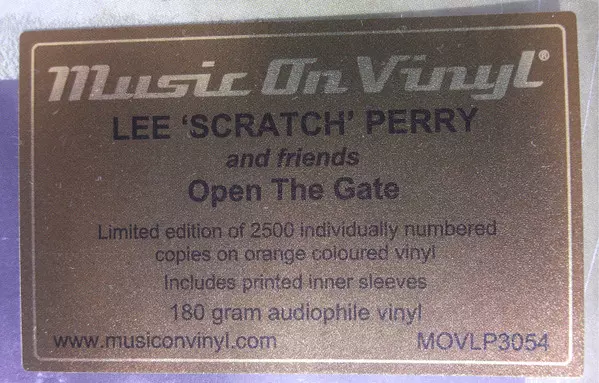 Music On Vinyl®
LEE 'SCRATCH' PERRY
and friends
Open The Gate
Limited edition of 2500 individually numbered
copies on orange coloured vinyl
Includes printed inner sleeves
180 gram audiophile vinyl
www.musiconvinyl.com MOVLP3054